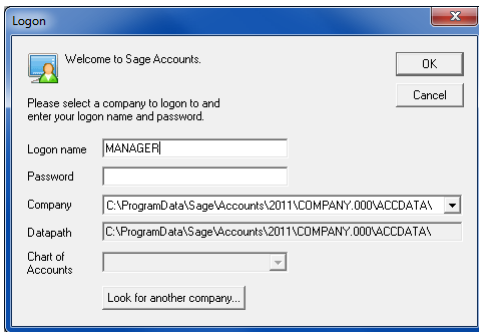 Logon
Welcome to Sage Accounts.
OK
Cancel
Please select a company to logon to and
enter your logon name and password.
Logon name MANAGER
Password
Company C:\ProgramData\Sage\Accounts\2011\COMPANY.000\ACCDATA\
Datapath C:\ProgramData\Sage\Accounts\2011\COMPANY.000\ACCDATA\
Chart of
Accounts
Look for another company...